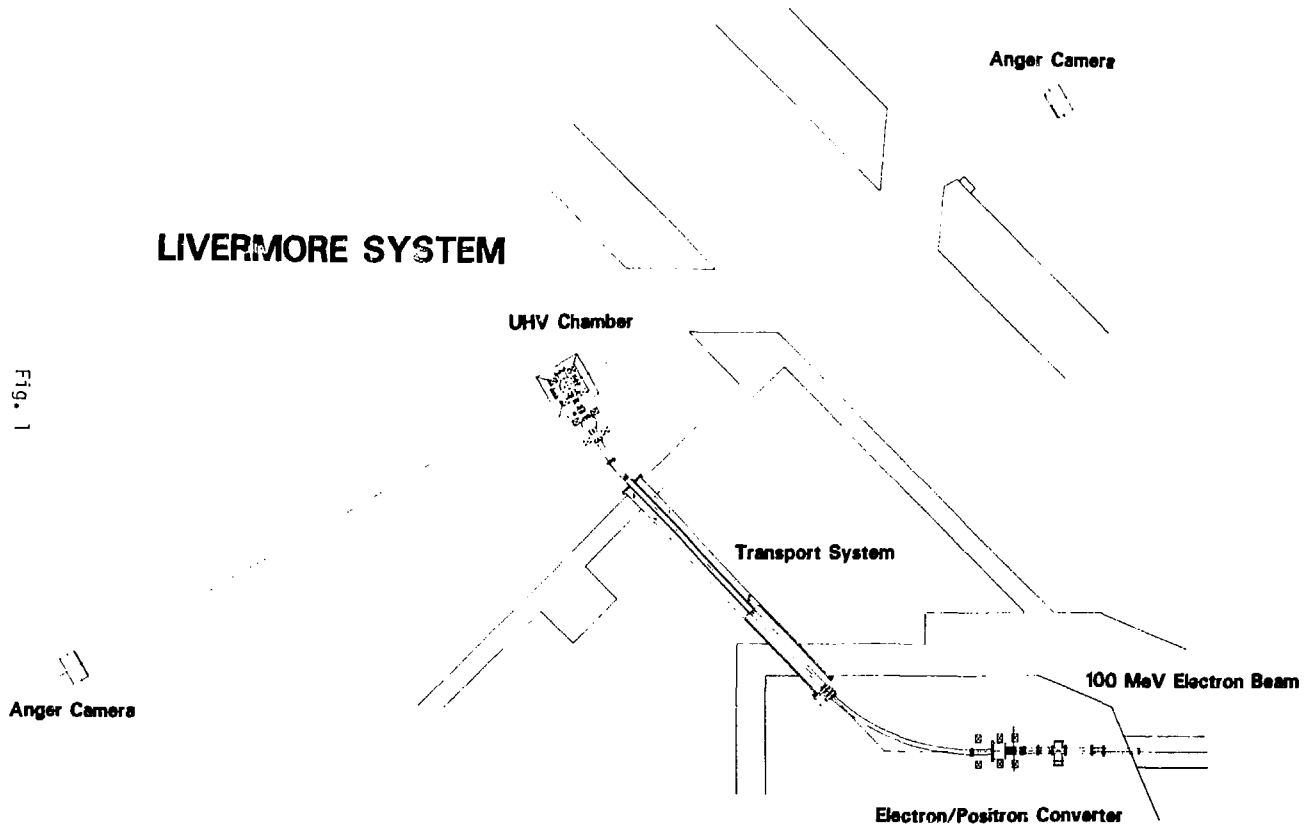 Anger Camera
LIVERMORE SYSTEM
UHV Chamber
Fig. 1
Transport System
100 MeV Electron Beam
Anger Camera
Electron/Positron Converter